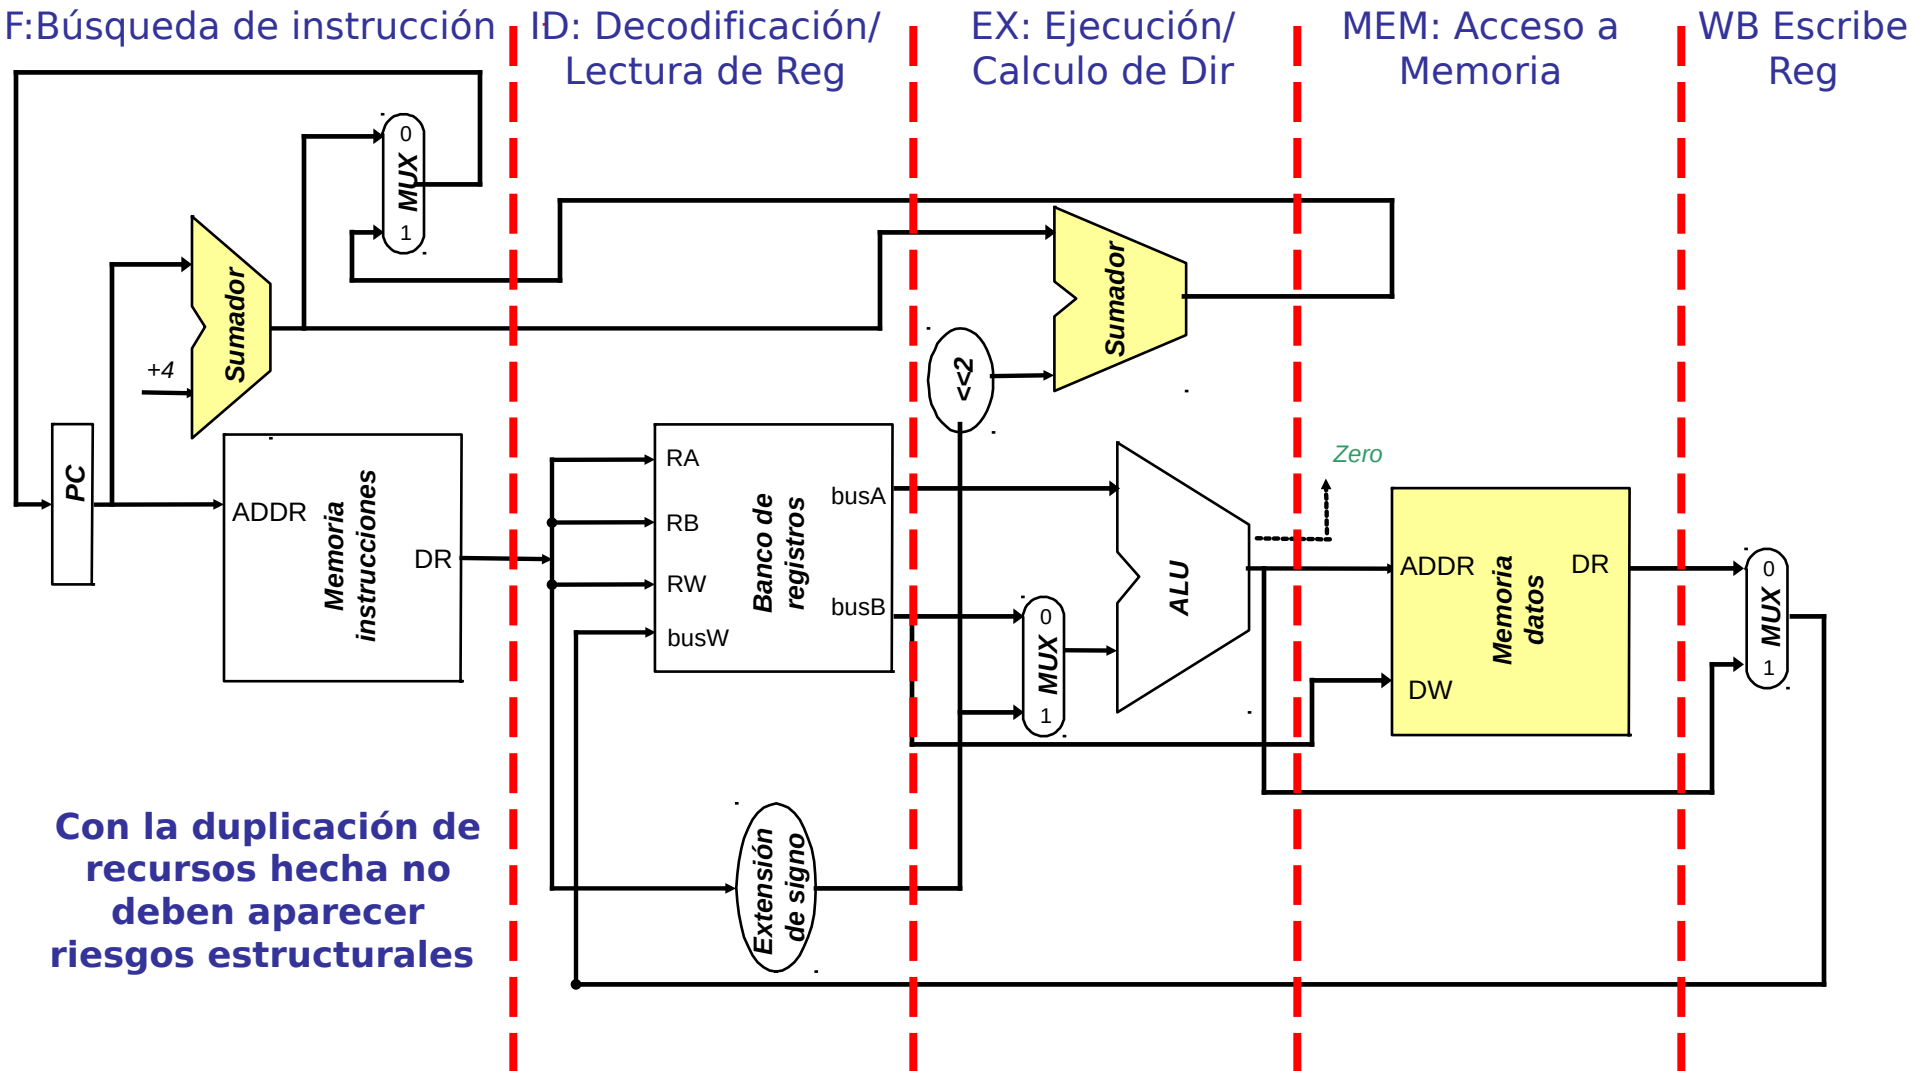 F:Búsqueda de instrucción
ID: Decodificación/
Lectura de Reg
EX: Ejecución/
Calculo de Dir
MEM: Acceso a
Memoria
WB Escribe
Reg
0
MUX
1
Sumador
+4
PC
ADDR
Memoria
instrucciones
DR
RA
RB
RW
busW
Banco de
registros
busA
busB
Extensión
de signo
<<2
Sumador
0
MUX
1
ALU
Zero
ADDR
DW
Memoria
datos
DR
0
MUX
1
Con la duplicación de
recursos hecha no
deben aparecer
riesgos estructurales